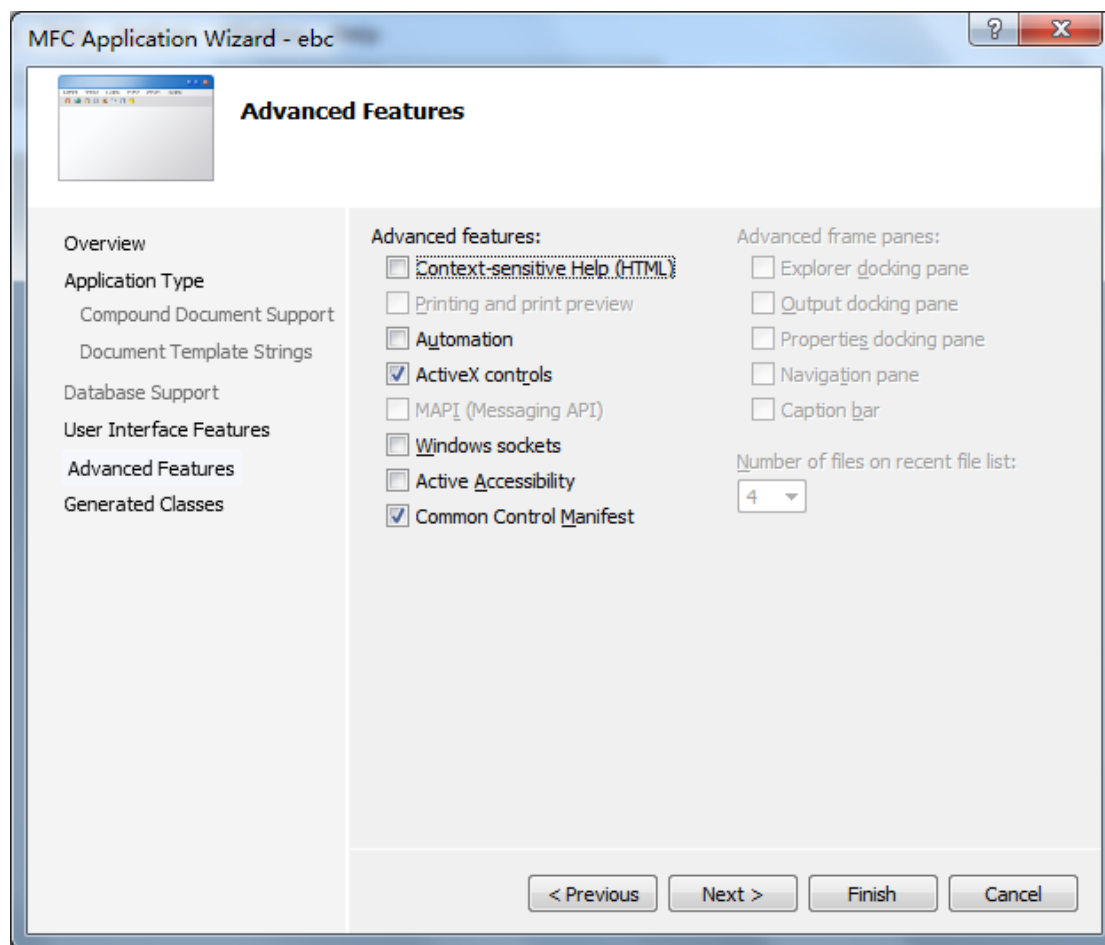 MFC Application Wizard - ebc
Advanced Features
Overview
Application Type
Compound Document Support
Document Template Strings
Database Support
User Interface Features
Advanced Features
Generated Classes
Advanced features:
Context-sensitive Help (HTML)
Printing and print preview
Automation
ActiveX controls
MAPI (Messaging API)
Windows sockets
Active Accessibility
Common Control Manifest
Advanced frame panes:
Explorer docking pane
Output docking pane
Properties docking pane
Navigation pane
Caption bar
Number of files on recent file list:
4
< Previous
Next >
Finish
Cancel